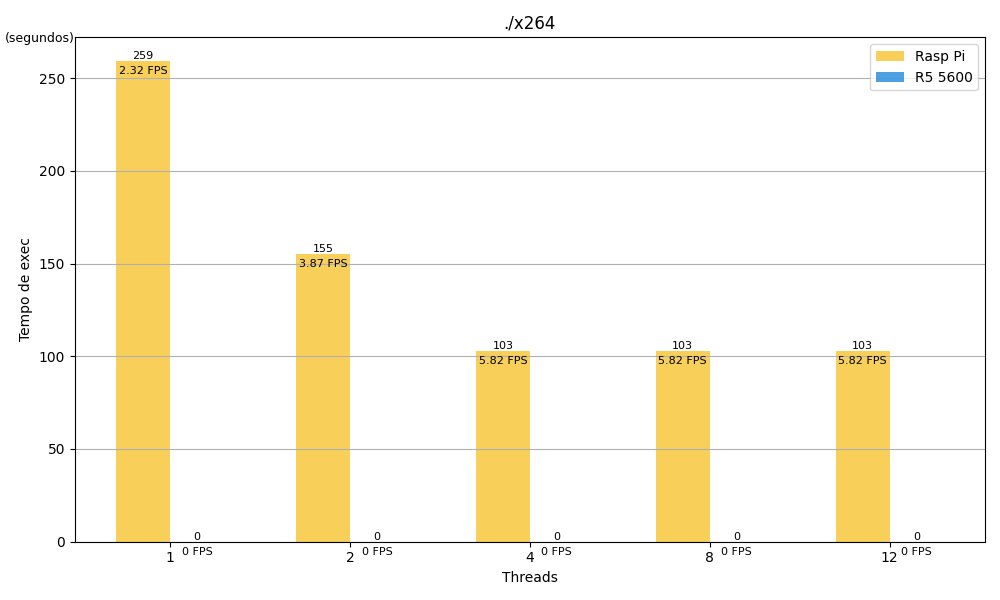 ./x264
(segundos)
Rasp Pi
R5 5600
259
2.32 FPS
250
200
155
3.87 FPS
150
103
5.82 FPS
103
5.82 FPS
103
5.82 FPS
100
50
0
Tempo de exec
0
0 FPS
0
0 FPS
0
0 FPS
0
0 FPS
0
0 FPS
1 2 4 8 12
Threads